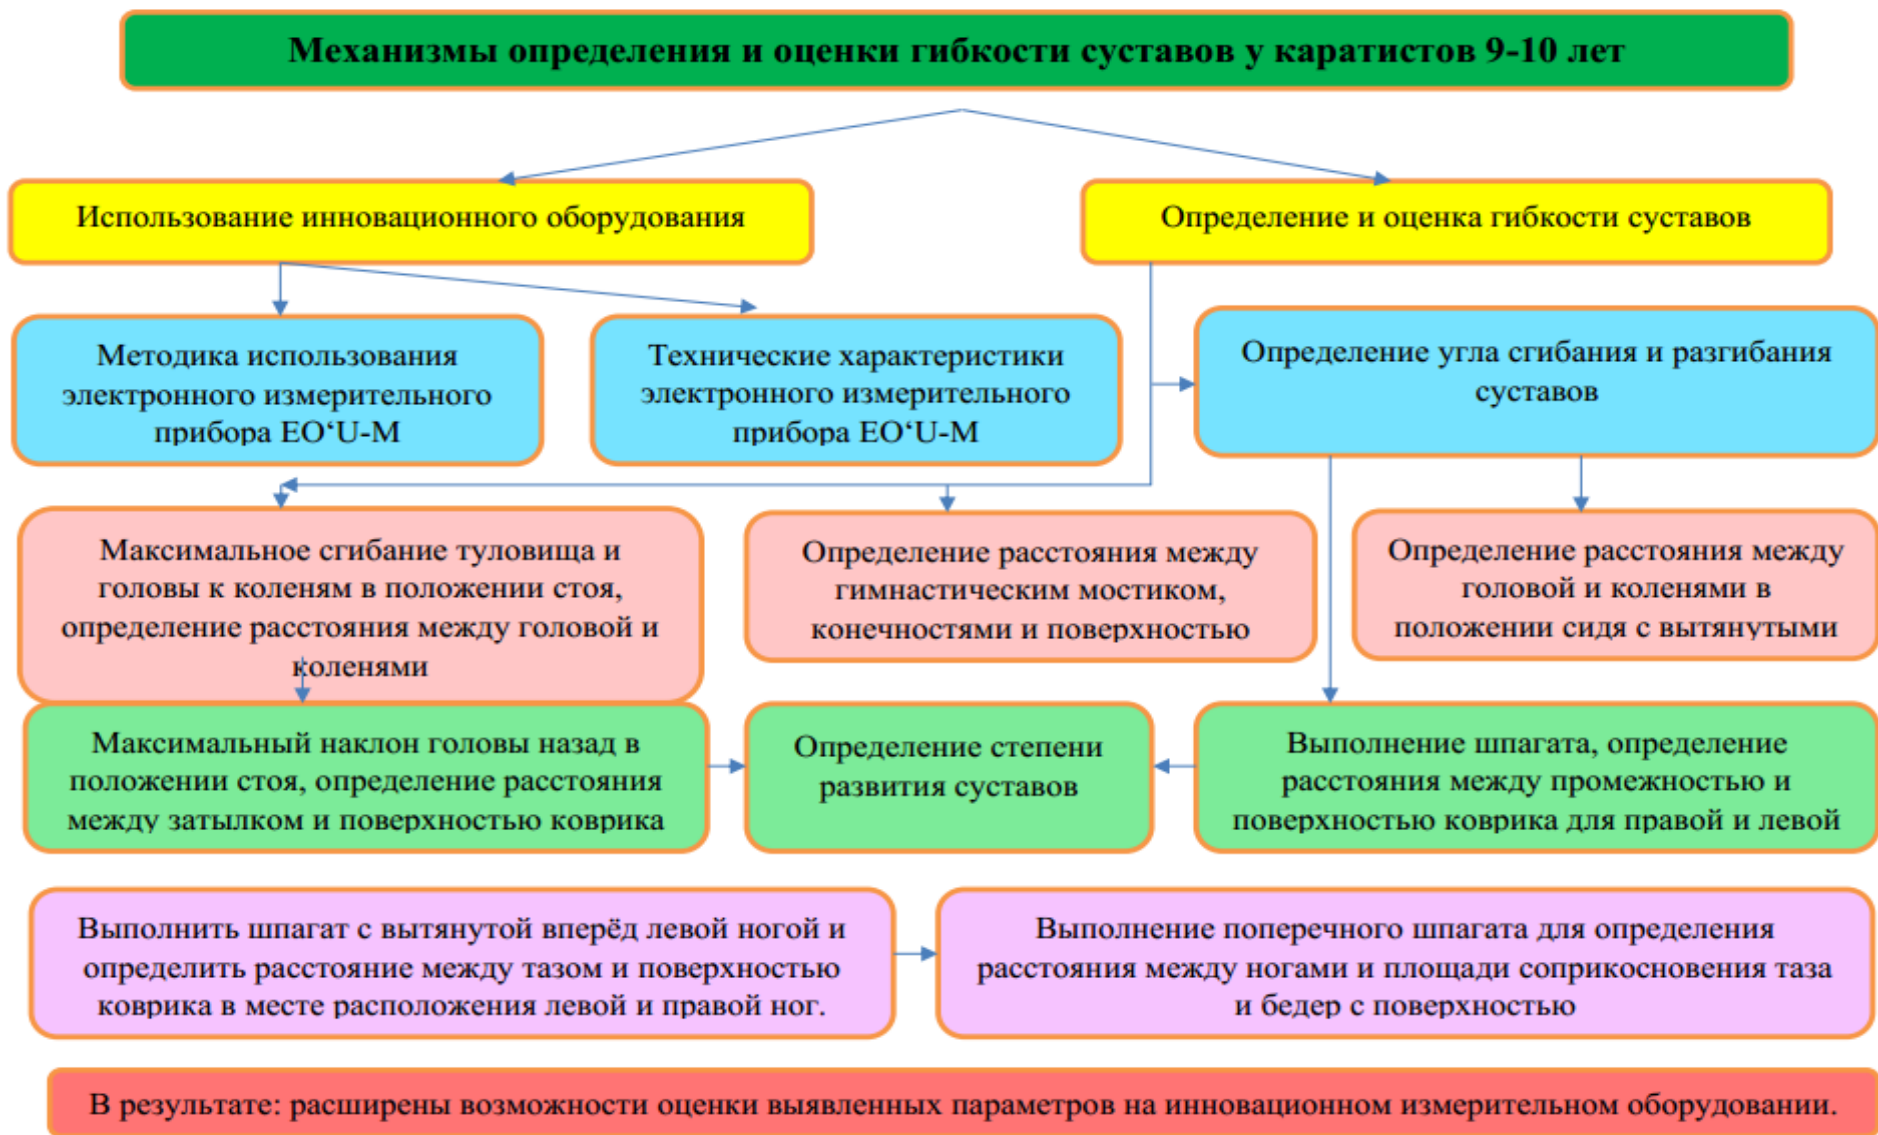 Механизмы определения и оценки гибкости суставов у каратистов 9-10 лет
Использование инновационного оборудования
Определение и оценка гибкости суставов
Методика использования
электронного измерительного
прибора EO‘U-M
Технические характеристики
электронного измерительного
прибора EO‘U-M
Определение угла сгибания и разгибания
суставов
Максимальное сгибание туловища и
головы к коленям в положении стоя,
определение расстояния между головой и
коленями
Определение расстояния между
гимнастическим мостиком,
конечностями и поверхностью
Определение расстояния между
головой и коленями в
положении сидя с вытянутыми
Максимальный наклон головы назад в
положении стоя, определение расстояния
между затылком и поверхностью коврика
Определение степени
развития суставов
Выполнение шпагата, определение
расстояния между промежностью и
поверхностью коврика для правой и левой
Выполнить шпагат с вытянутой вперёд левой ногой и
определить расстояние между тазом и поверхностью
коврика в месте расположения левой и правой ног.
Выполнение поперечного шпагата для определения
расстояния между ногами и площади соприкосновения таза
и бедер с поверхностью
В результате: расширены возможности оценки выявленных параметров на инновационном измерительном оборудовании.